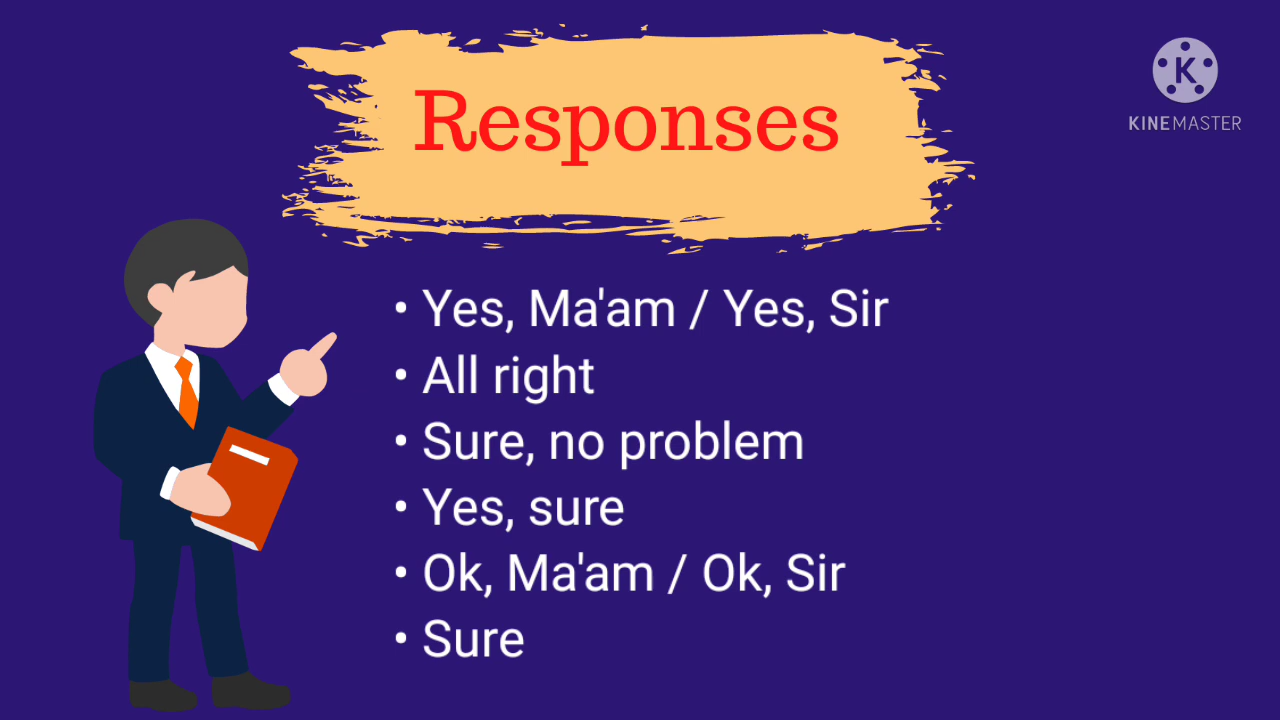 Responses
K
KINEMASTER
• Yes, Ma'am / Yes, Sir
• All right
• Sure, no problem
• Yes, sure
• Ok, Ma'am / Ok, Sir
• Sure